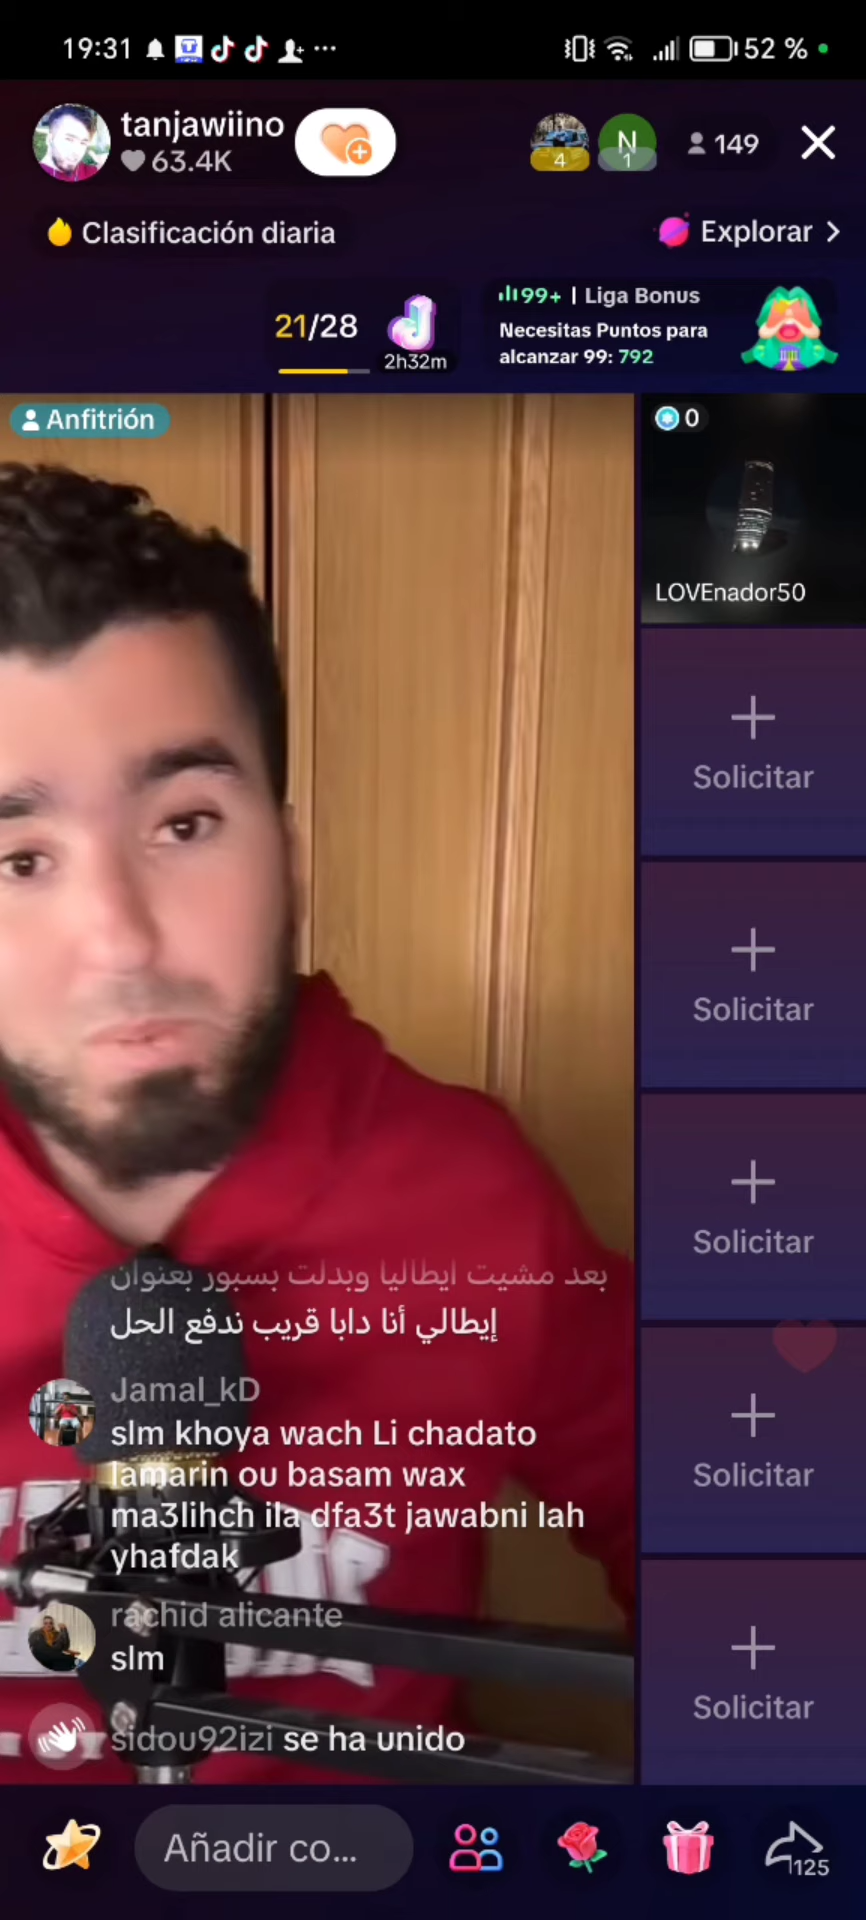 19:31
52 %
tanjawiino
63.4K
4
N
1
149
Clasificación diaria
Explorar
21/28
2h32m
99+ | Liga Bonus
Necesitas Puntos para
alcanzar 99: 792
Anfitrión
0
LOVEnador50
Solicitar
Solicitar
Solicitar
Solicitar
Solicitar
بعد مشيت ايطاليا وبدلت بسبور بعنوان
إيطالي أنا دابا قريب ندفع الحل
Jamal_kD
slm khoya wach Li chadato
lamarin ou basam wax
ma3lihch ila dfa3t jawabni lah
yhafdak
rachid alicante
slm
sidou92izi se ha unido
Añadir co...
125